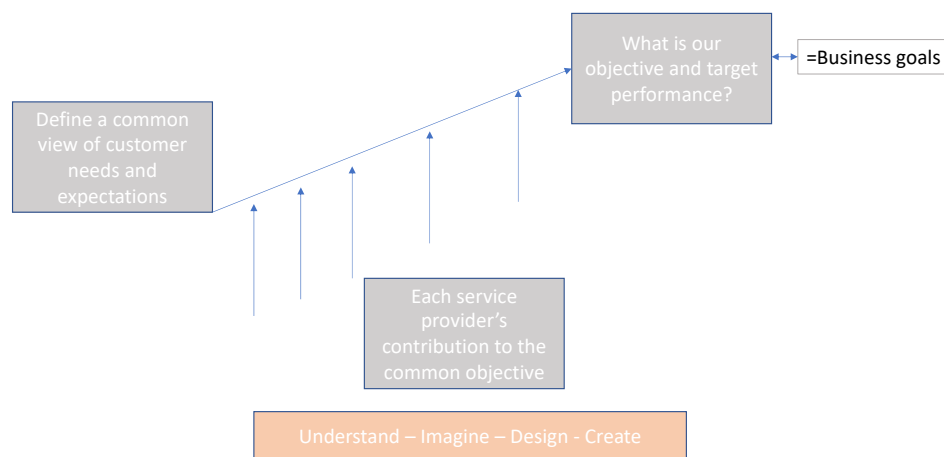 What is our
objective and target
performance?
=Business goals
Define a common
view of customer
needs and
expectations
Each service
provider’s
contribution to the
common objective
Understand – Imagine – Design - Create